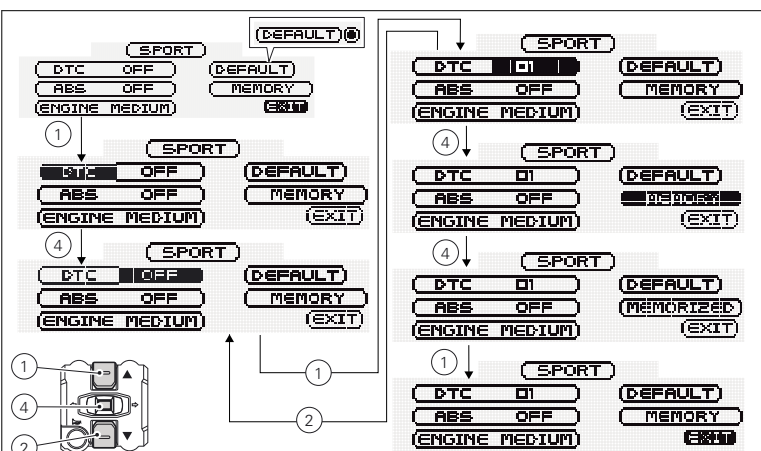 (DEFAULT)
SPORT
DTC OFF DEFAULT
ABS OFF MEMORY
ENGINE MEDIUM EXIT
1
SPORT
DTC OFF DEFAULT
ABS OFF MEMORY
ENGINE MEDIUM EXIT
4
SPORT
DTC OFF DEFAULT
ABS OFF MEMORY
ENGINE MEDIUM EXIT
1
2
1
4
2
SPORT
DTC 01 DEFAULT
ABS OFF MEMORY
ENGINE MEDIUM EXIT
4
SPORT
DTC 01 DEFAULT
ABS OFF MEMORY
ENGINE MEDIUM EXIT
4
SPORT
DTC 01 DEFAULT
ABS OFF MEMORIZED
ENGINE MEDIUM EXIT
1
SPORT
DTC 01 DEFAULT
ABS OFF MEMORY
ENGINE MEDIUM EXIT